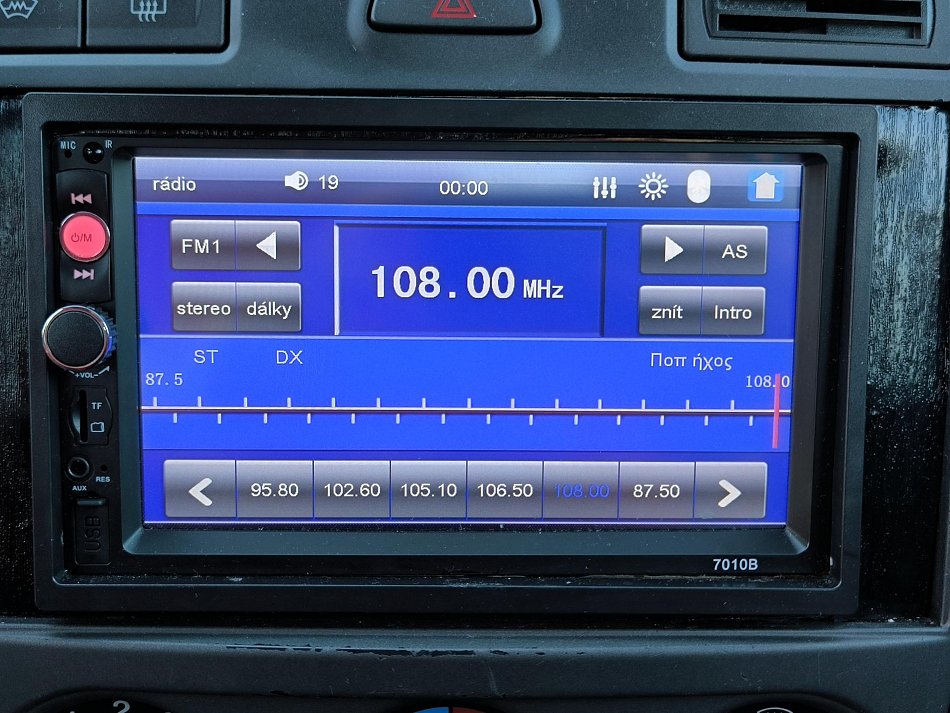 MIC IR
rádio 19 00:00
FM1 AS
⏻/M
108.00 MHz
stereo dálky znít Intro
ST DX Ποπ ήχος
87.5 108.0
+VOL-
TF
95.80 102.60 105.10 106.50 108.00 87.50
AUX RES
USB
7010B
2